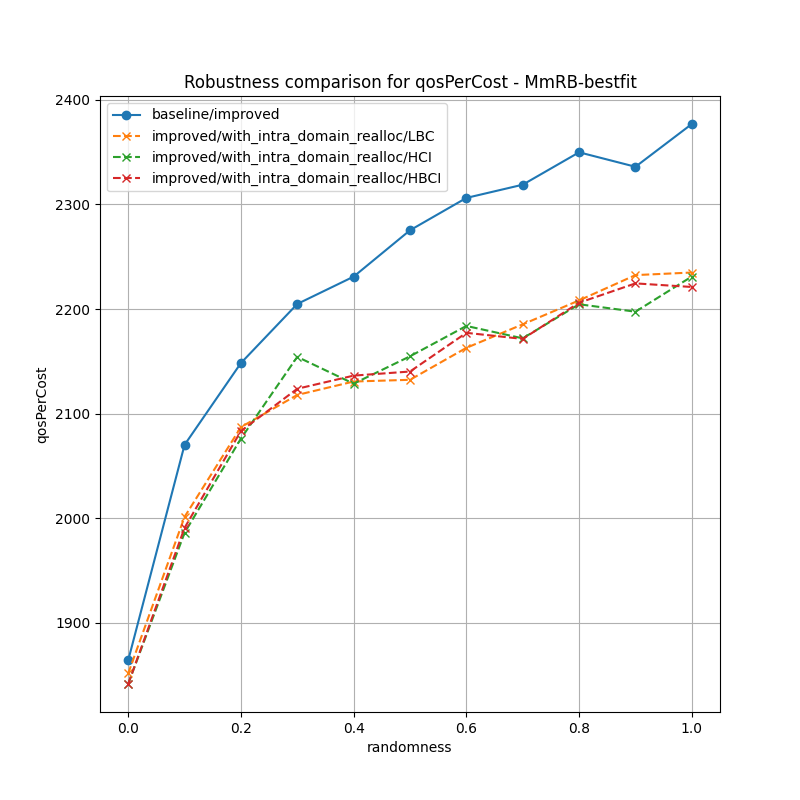 Robustness comparison for qosPerCost - MmRB-bestfit
baseline/improved
improved/with_intra_domain_realloc/LBC
improved/with_intra_domain_realloc/HCI
improved/with_intra_domain_realloc/HBCI
2400
2300
2200
2100
2000
1900
qosPerCost
0.0 0.2 0.4 0.6 0.8 1.0
randomness